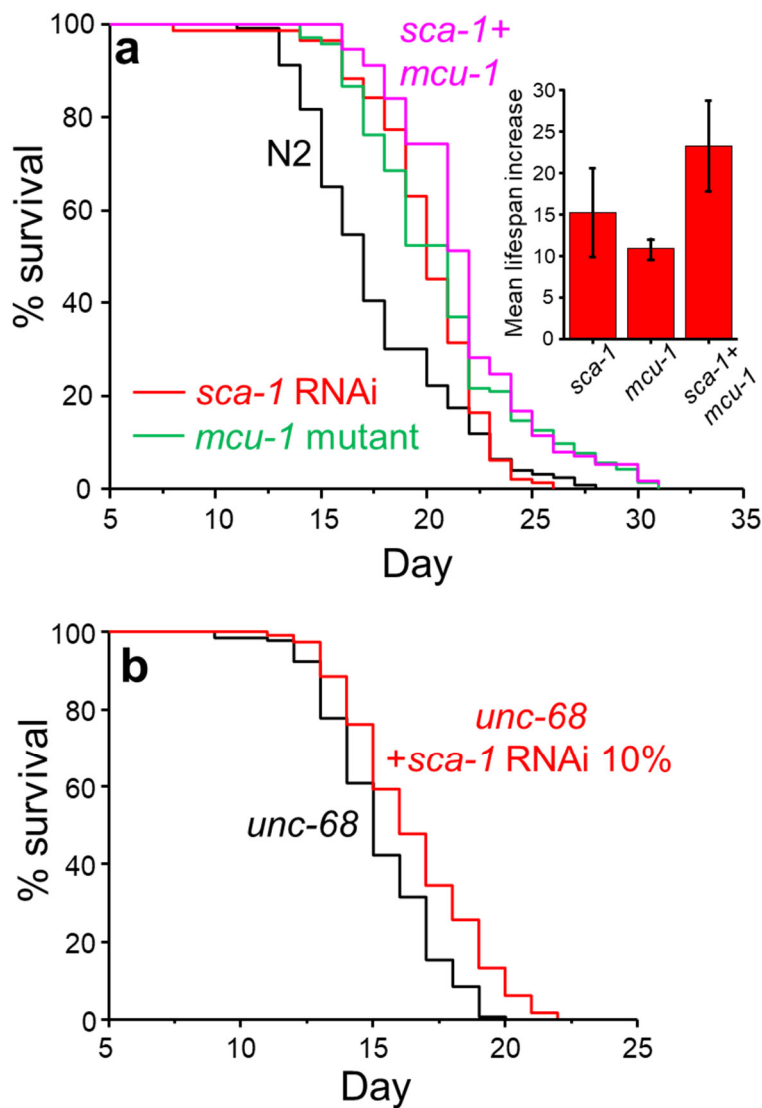 a
sca-1+
mcu-1
N2
sca-1 RNAi
mcu-1 mutant
% survival
100
80
60
40
20
0
5
10
15
20
25
30
35
Day
Mean lifespan increase
30
25
20
15
10
5
0
sca-1
mcu-1
sca-1+
mcu-1
b
unc-68
+sca-1 RNAi 10%
unc-68
% survival
100
80
60
40
20
0
5
10
15
20
25
Day